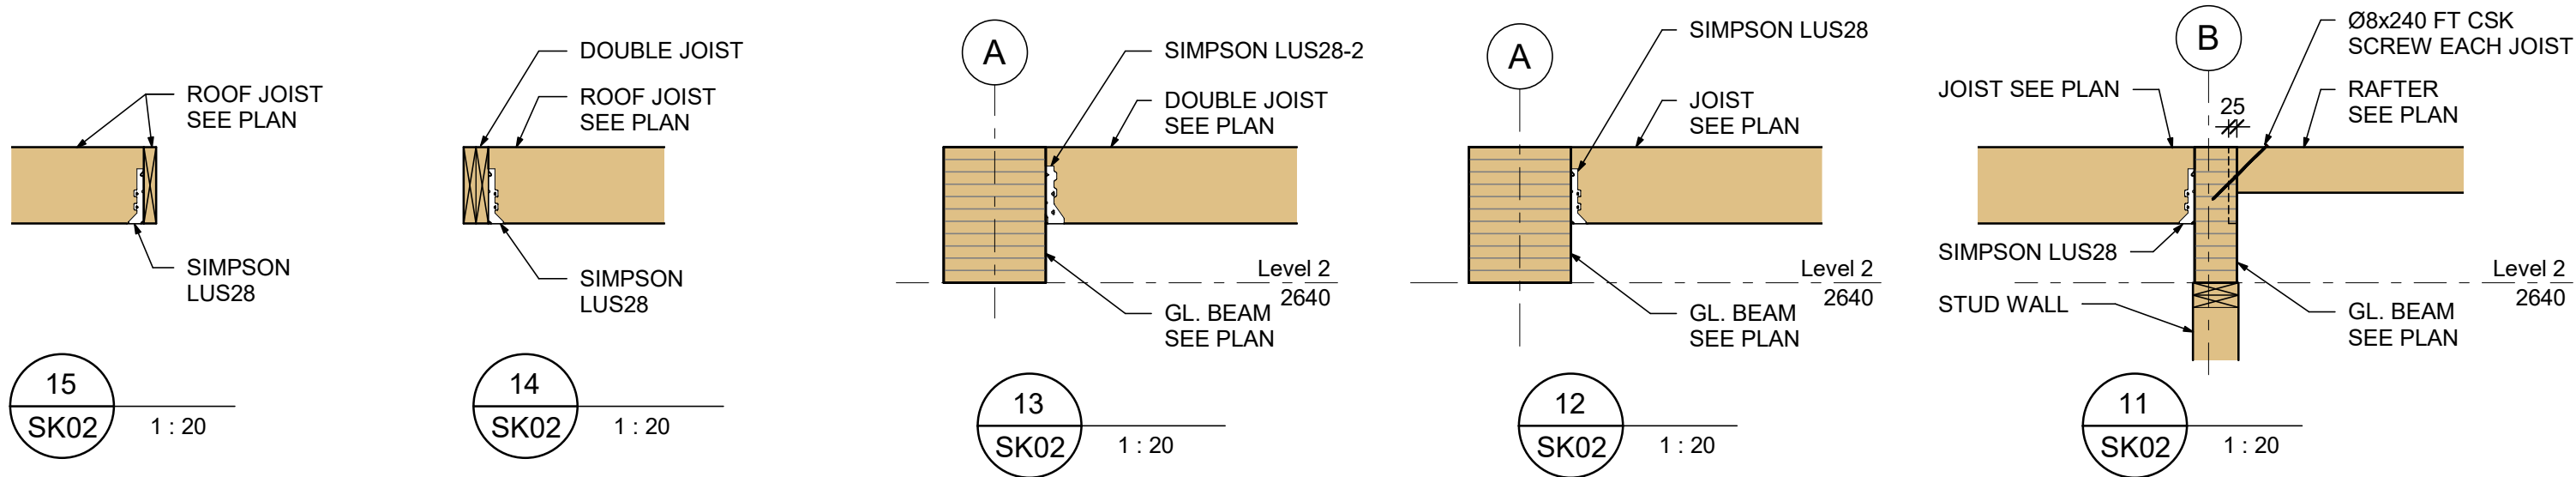 ROOF JOIST
SEE PLAN
SIMPSON
LUS28
15
SK02
1 : 20
DOUBLE JOIST
ROOF JOIST
SEE PLAN
SIMPSON
LUS28
14
SK02
1 : 20
A
SIMPSON LUS28-2
DOUBLE JOIST
SEE PLAN
Level 2
2640
GL. BEAM
SEE PLAN
13
SK02
1 : 20
A
SIMPSON LUS28
JOIST
SEE PLAN
Level 2
2640
GL. BEAM
SEE PLAN
12
SK02
1 : 20
B
Ø8x240 FT CSK
SCREW EACH JOIST
JOIST SEE PLAN
25
RAFTER
SEE PLAN
SIMPSON LUS28
Level 2
2640
STUD WALL
GL. BEAM
SEE PLAN
11
SK02
1 : 20